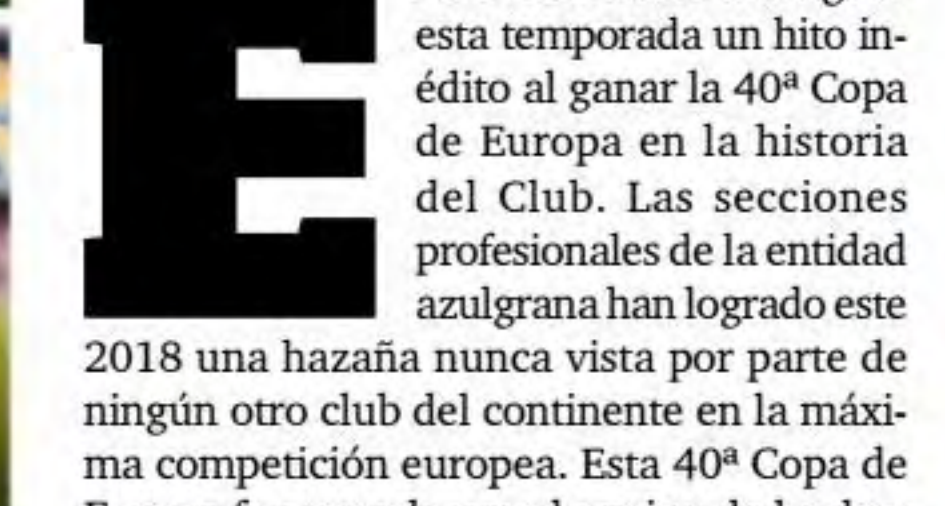 E
esta temporada un hito in-
édito al ganar la 40ª Copa
de Europa en la historia
del Club. Las secciones
profesionales de la entidad
azulgrana han logrado este
2018 una hazaña nunca vista por parte de
ningún otro club del continente en la máxi-
ma competición europea. Esta 40ª Copa de